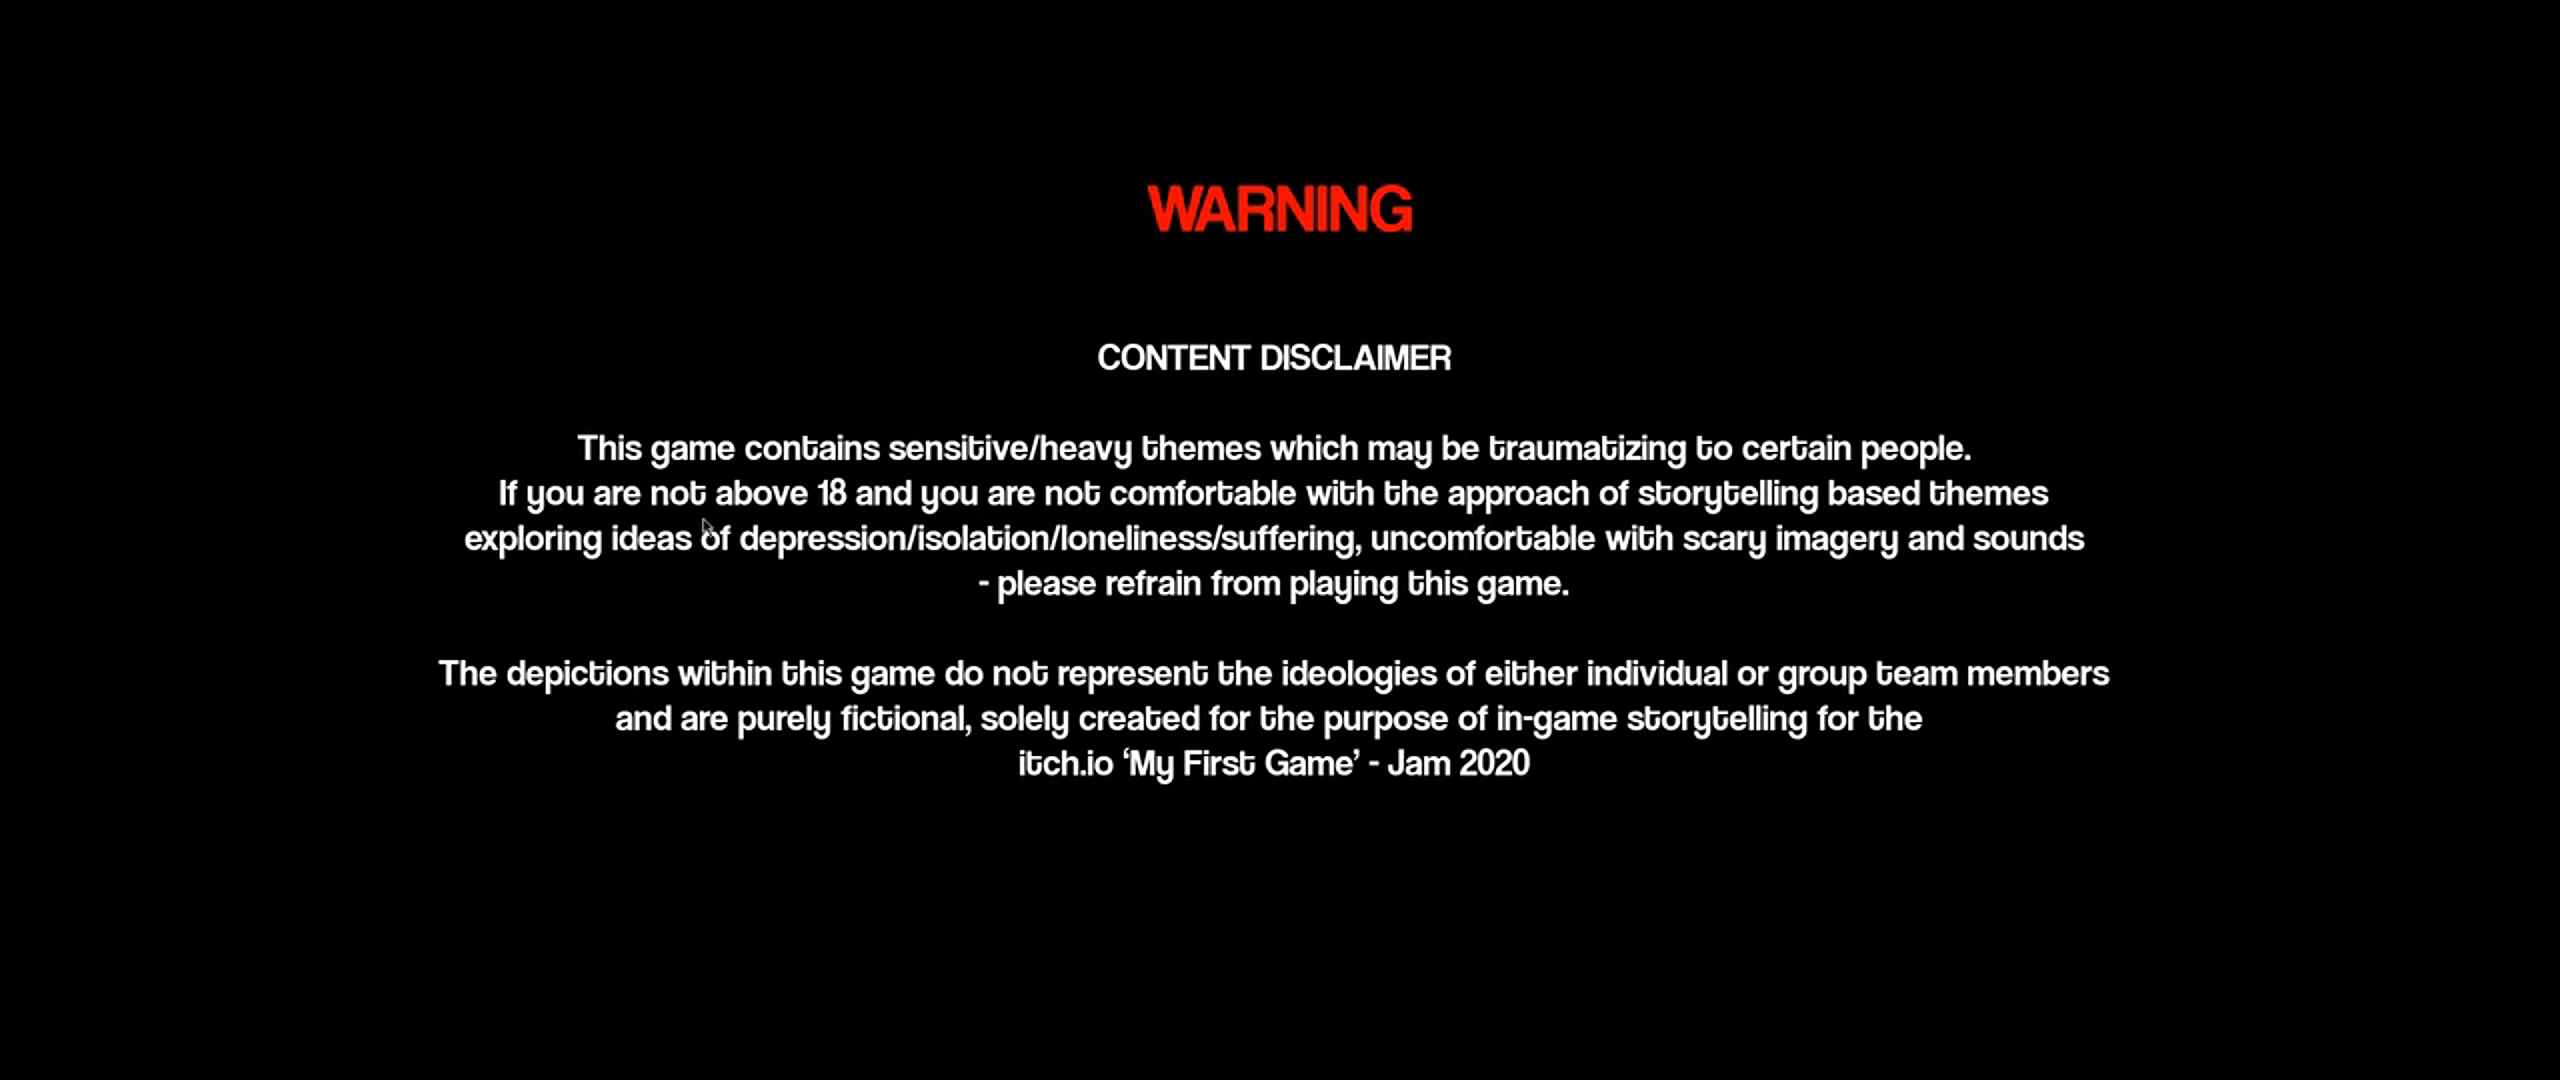 WARNING
CONTENT DISCLAIMER
This game contains sensitive/heavy themes which may be traumatizing to certain people.
If you are not above 18 and you are not comfortable with the approach of storytelling based themes
exploring ideas of depression/isolation/loneliness/suffering, uncomfortable with scary imagery and sounds
- please refrain from playing this game.
The depictions within this game do not represent the ideologies of either individual or group team members
and are purely fictional, solely created for the purpose of in-game storytelling for the
itch.io ‘My First Game’ - Jam 2020